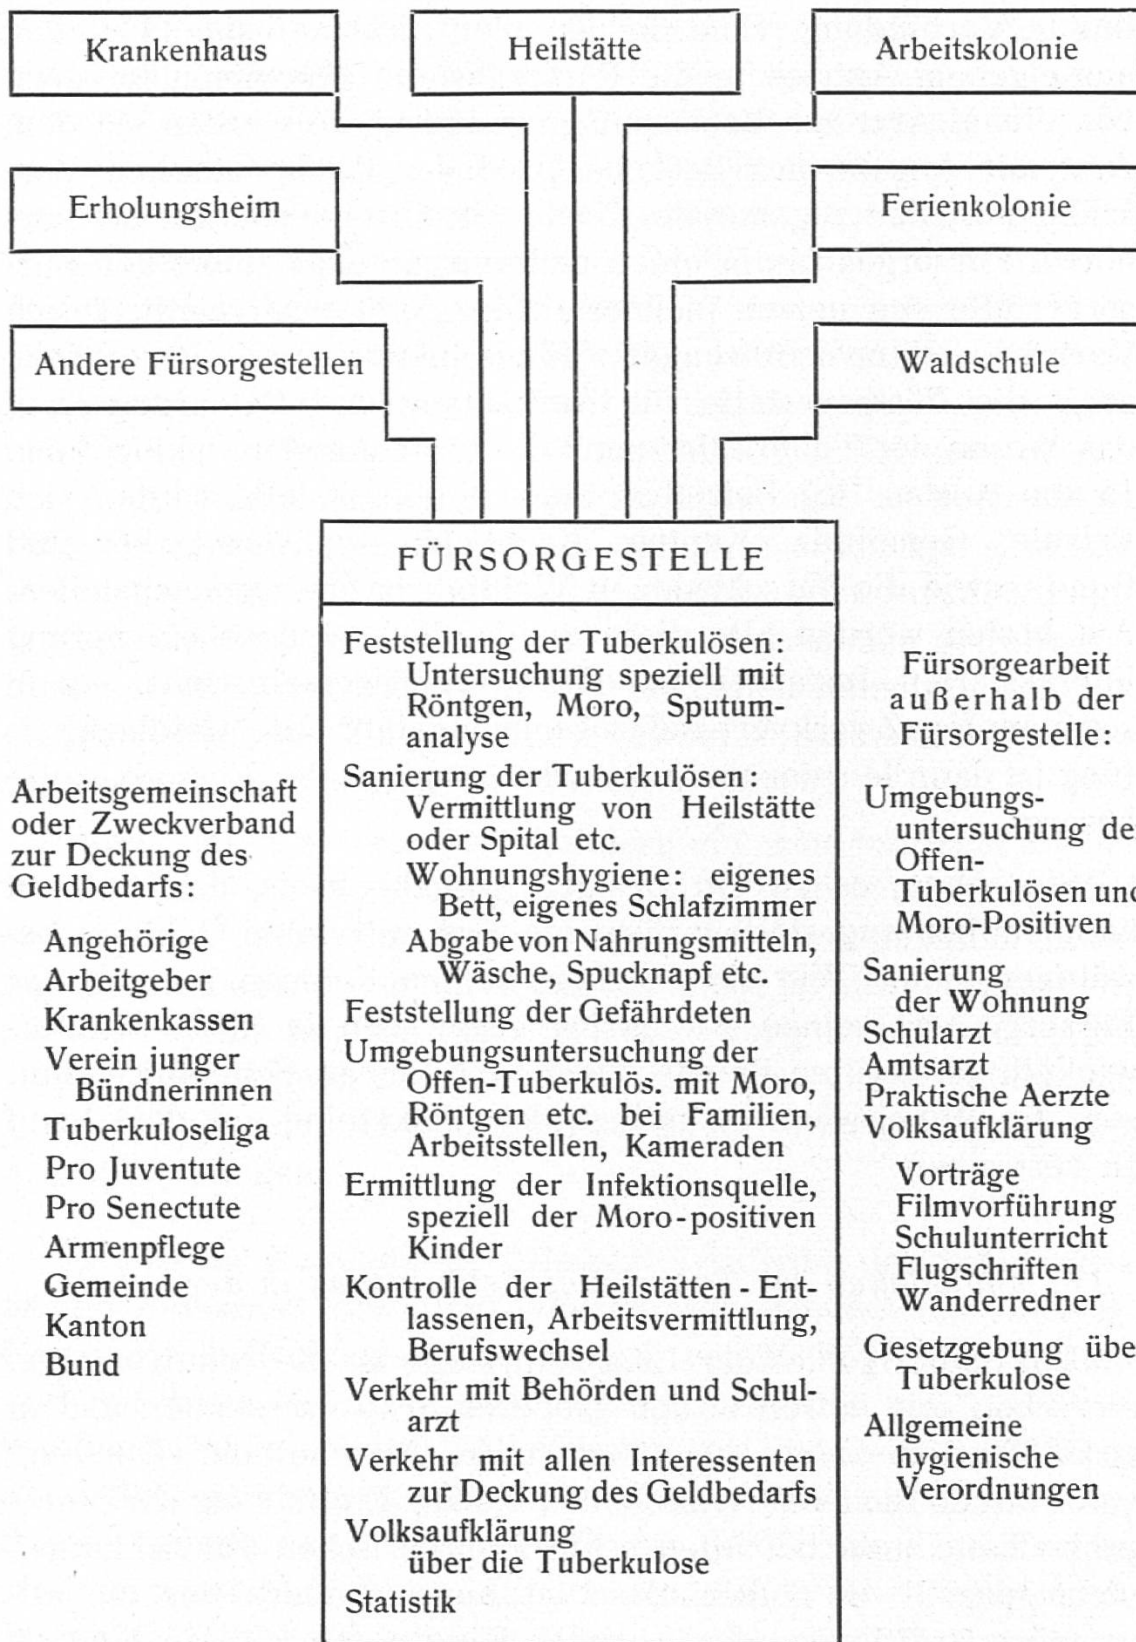 Krankenhaus
Heilstätte
Arbeitskolonie
Erholungsheim
Ferienkolonie
Andere Fürsorgestellen
Waldschule
FÜRSORGESTELLE
Arbeitsgemeinschaft
oder Zweckverband
zur Deckung des
Geldbedarfs:
Angehörige
Arbeitgeber
Krankenkassen
Verein junger
Bündnerinnen
Tuberkuloseliga
Pro Juventute
Pro Senectute
Armenpflege
Gemeinde
Kanton
Bund
Feststellung der Tuberkulösen:
Untersuchung speziell mit
Röntgen, Moro, Sputum-
analyse
Sanierung der Tuberkulösen:
Vermittlung von Heilstätte
oder Spital etc.
Wohnungshygiene: eigenes
Bett, eigenes Schlafzimmer
Abgabe von Nahrungsmitteln,
Wäsche, Spucknapf etc.
Feststellung der Gefährdeten
Umgebungsuntersuchung der
Offen-Tuberkulös. mit Moro,
Röntgen etc. bei Familien,
Arbeitsstellen, Kameraden
Ermittlung der Infektionsquelle,
speziell der Moro-positiven
Kinder
Kontrolle der Heilstätten-Ent-
lassenen, Arbeitsvermittlung,
Berufswechsel
Verkehr mit Behörden und Schul-
arzt
Verkehr mit allen Interessenten
zur Deckung des Geldbedarfs
Volksaufklärung
über die Tuberkulose
Statistik
Fürsorgearbeit
außerhalb der
Fürsorgestelle:
Umgebungs-
untersuchung de
Offen-
Tuberkulösen und
Moro-Positiven
Sanierung
der Wohnung
Schularzt
Amtsarzt
Praktische Aerzte
Volksaufklärung
Vorträge
Filmvorführung
Schulunterricht
Flugschriften
Wanderredner
Gesetzgebung übe
Tuberkulose
Allgemeine
hygienische
Verordnungen